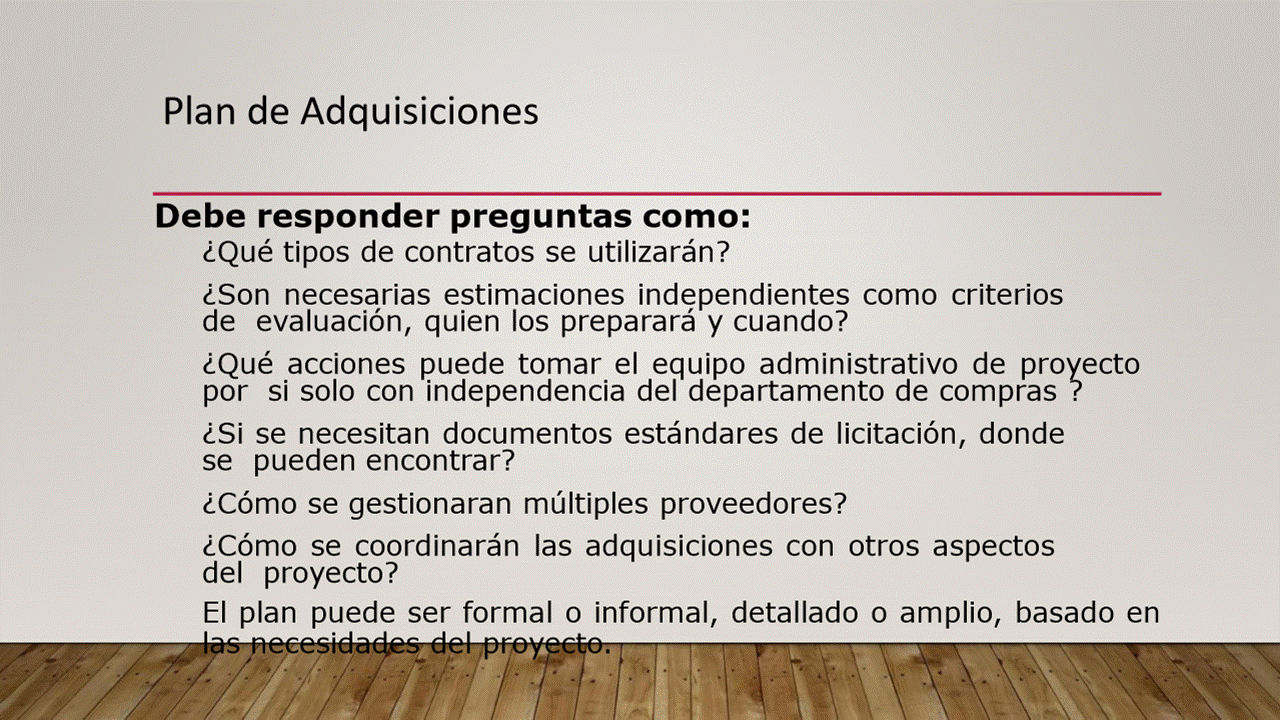 Plan de Adquisiciones
Debe responder preguntas como:
¿Qué tipos de contratos se utilizarán?
¿Son necesarias estimaciones independientes como criterios
de evaluación, quien los preparará y cuando?
¿Qué acciones puede tomar el equipo administrativo de proyecto
por si solo con independencia del departamento de compras ?
¿Si se necesitan documentos estándares de licitación, donde
se pueden encontrar?
¿Cómo se gestionaran múltiples proveedores?
¿Cómo se coordinarán las adquisiciones con otros aspectos
del proyecto?
El plan puede ser formal o informal, detallado o amplio, basado en
las necesidades del proyecto.